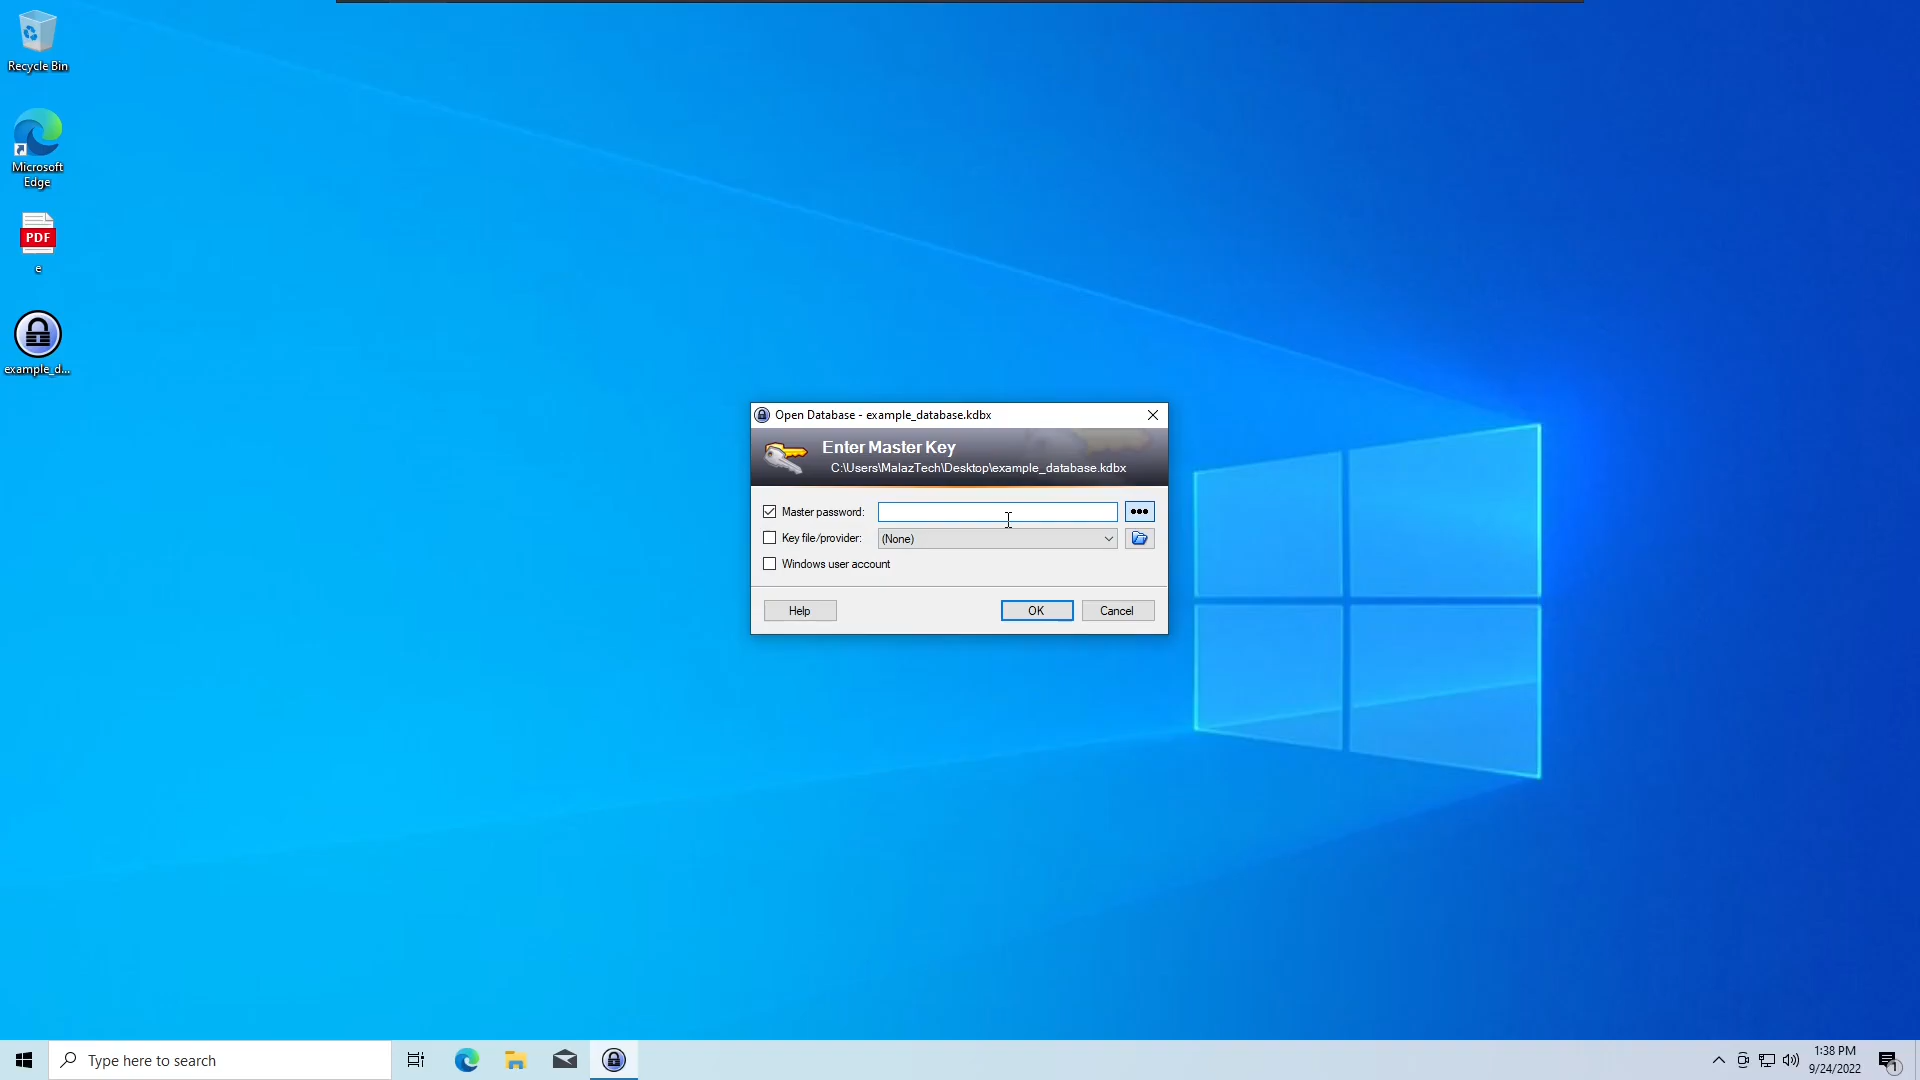 Recycle Bin
Microsoft
Edge
PDF
e
example_d...
Open Database - example_database.kdbx
Enter Master Key
C:\Users\MalazTech\Desktop\example_database.kdbx
Master password:
Key file/provider:
(None)
Windows user account
Help
OK
Cancel
Type here to search
1:38 PM
9/24/2022
1